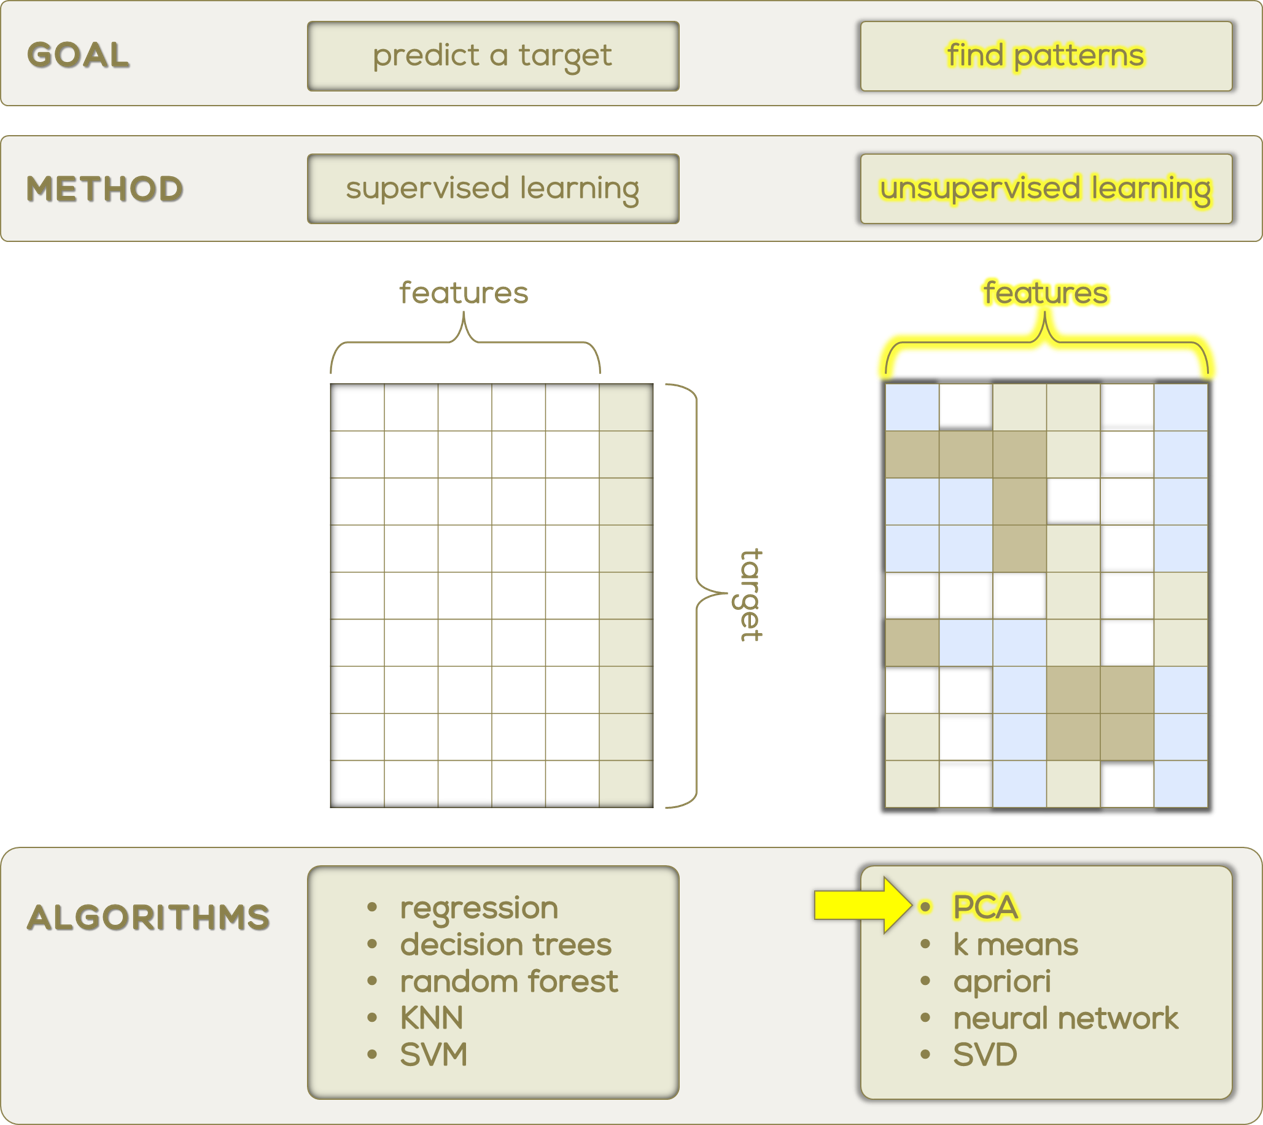 GOAL
predict a target
find patterns
METHOD
supervised learning
unsupervised learning
features
features
target
ALGORITHMS
• regression
• decision trees
• random forest
• KNN
• SVM
• PCA
• k means
• apriori
• neural network
• SVD